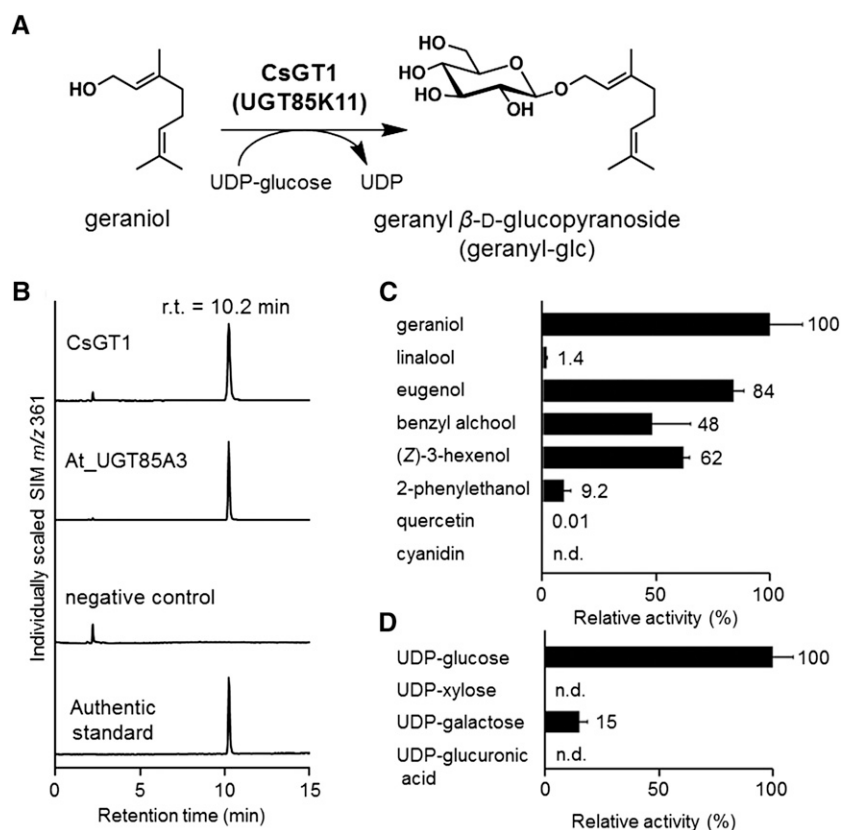 A
HO
CsGT1
(UGT85K11)
UDP-glucose UDP
geraniol
HO
HO
HO
OH
O
O
geranyl β-D-glucopyranoside
(geranyl-glc)
B
Individually scaled SIM m/z 361
r.t. = 10.2 min
CsGT1
At_UGT85A3
negative control
Authentic
standard
0 5 10 15
Retention time (min)
C
geraniol 100
linalool 1.4
eugenol 84
benzyl alchool 48
(Z)-3-hexenol 62
2-phenylethanol 9.2
quercetin 0.01
cyanidin n.d.
0 50 100
Relative activity (%)
D
UDP-glucose 100
UDP-xylose n.d.
UDP-galactose 15
UDP-glucuronic n.d.
acid
0 50 100
Relative activity (%)